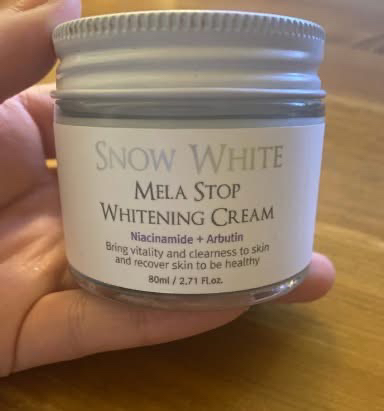 SNOW WHITE
MELA STOP
WHITENING CREAM
Niacinamide + Arbutin
Bring vitality and clearness to skin
and recover skin to be healthy
80ml / 2.71 Fl.oz.